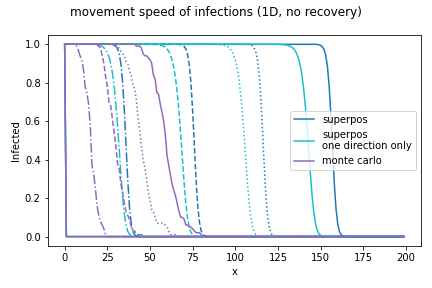 movement speed of infections (1D, no recovery)
1.0
0.8
0.6
0.4
0.2
0.0
Infected
superpos
superpos
one direction only
monte carlo
0 25 50 75 100 125 150 175 200
x